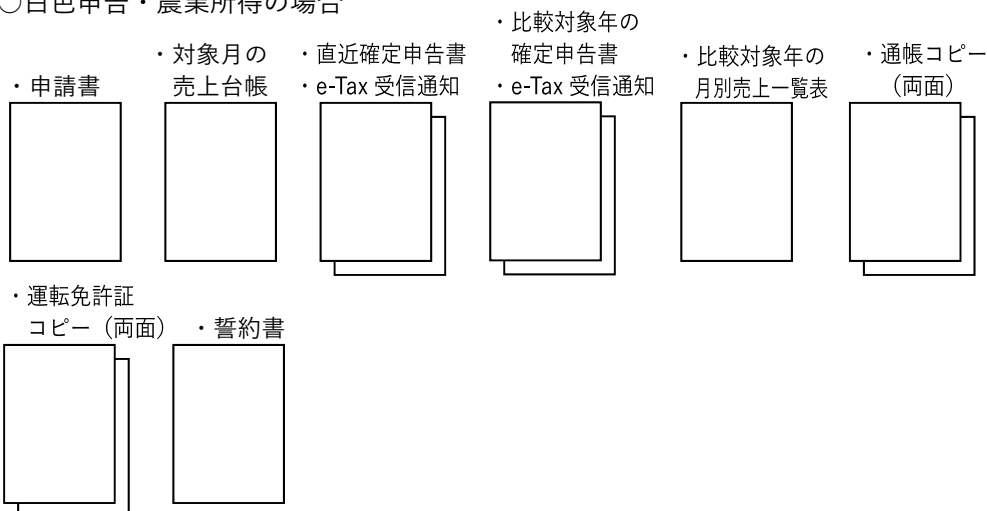 ○白色申告・農業所得の場合
・申請書
・対象月の
売上台帳
・直近確定申告書
・e-Tax 受信通知
・比較対象年の
確定申告書
・e-Tax 受信通知
・比較対象年の
月別売上一覧表
・通帳コピー
（両面）
・運転免許証
コピー（両面）
・誓約書